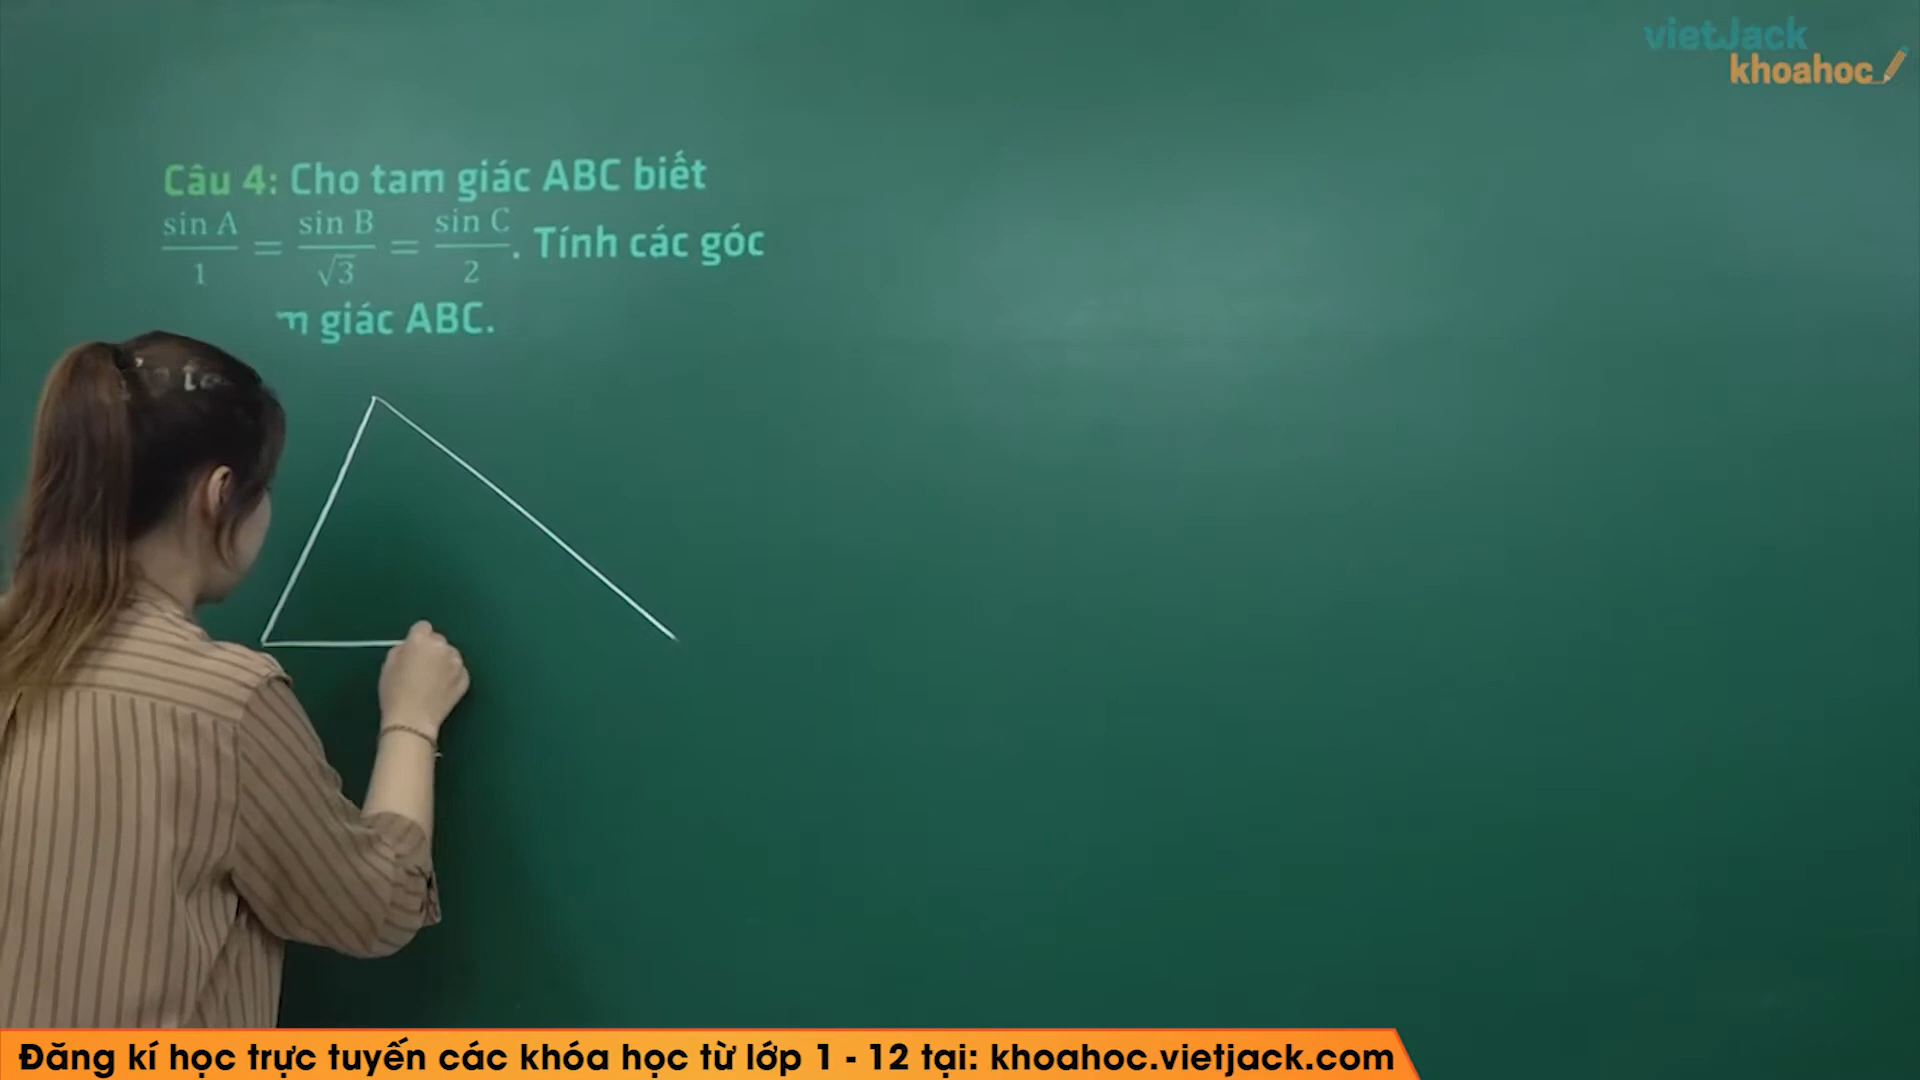 vietJack
khoahoc
Câu 4: Cho tam giác ABC biết
sin A / 1 = sin B / √3 = sin C / 2 . Tính các góc
giác ABC.
Đăng kí học trực tuyến các khóa học từ lớp 1 - 12 tại: khoahoc.vietjack.com